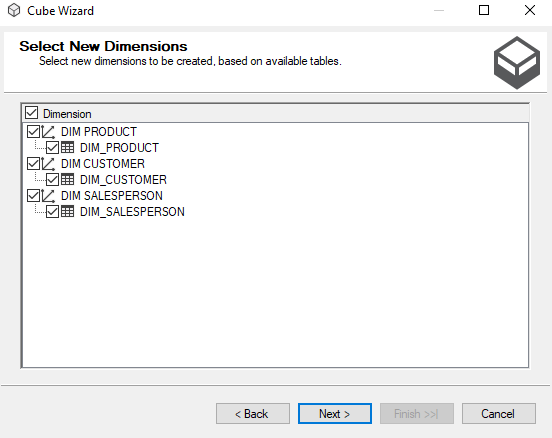 Cube Wizard
Select New Dimensions
Select new dimensions to be created, based on available tables.
Dimension
DIM PRODUCT
DIM_PRODUCT
DIM CUSTOMER
DIM_CUSTOMER
DIM SALESPERSON
DIM_SALESPERSON
< Back Next > Finish >>| Cancel